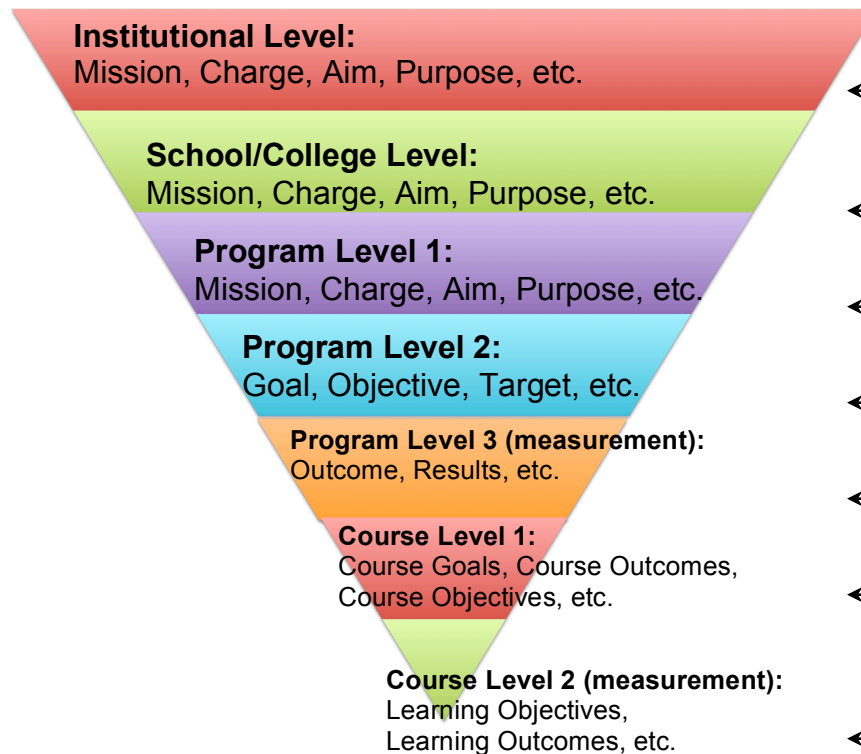 Institutional Level:
Mission, Charge, Aim, Purpose, etc.
School/College Level:
Mission, Charge, Aim, Purpose, etc.
Program Level 1:
Mission, Charge, Aim, Purpose, etc.
Program Level 2:
Goal, Objective, Target, etc.
Program Level 3 (measurement):
Outcome, Results, etc.
Course Level 1:
Course Goals, Course Outcomes,
Course Objectives, etc.
Course Level 2 (measurement):
Learning Objectives,
Learning Outcomes, etc.